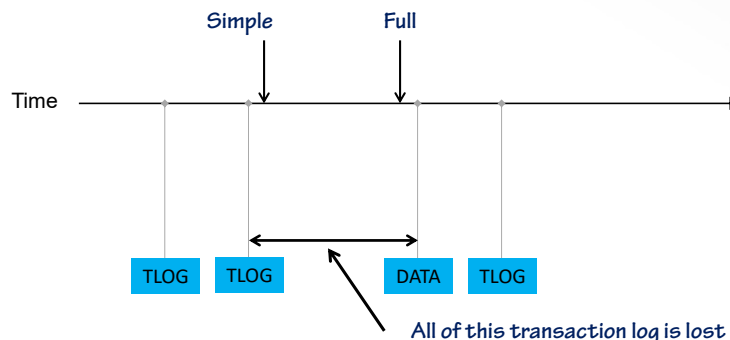 Simple Full
Time
TLOG TLOG DATA TLOG
All of this transaction log is lost